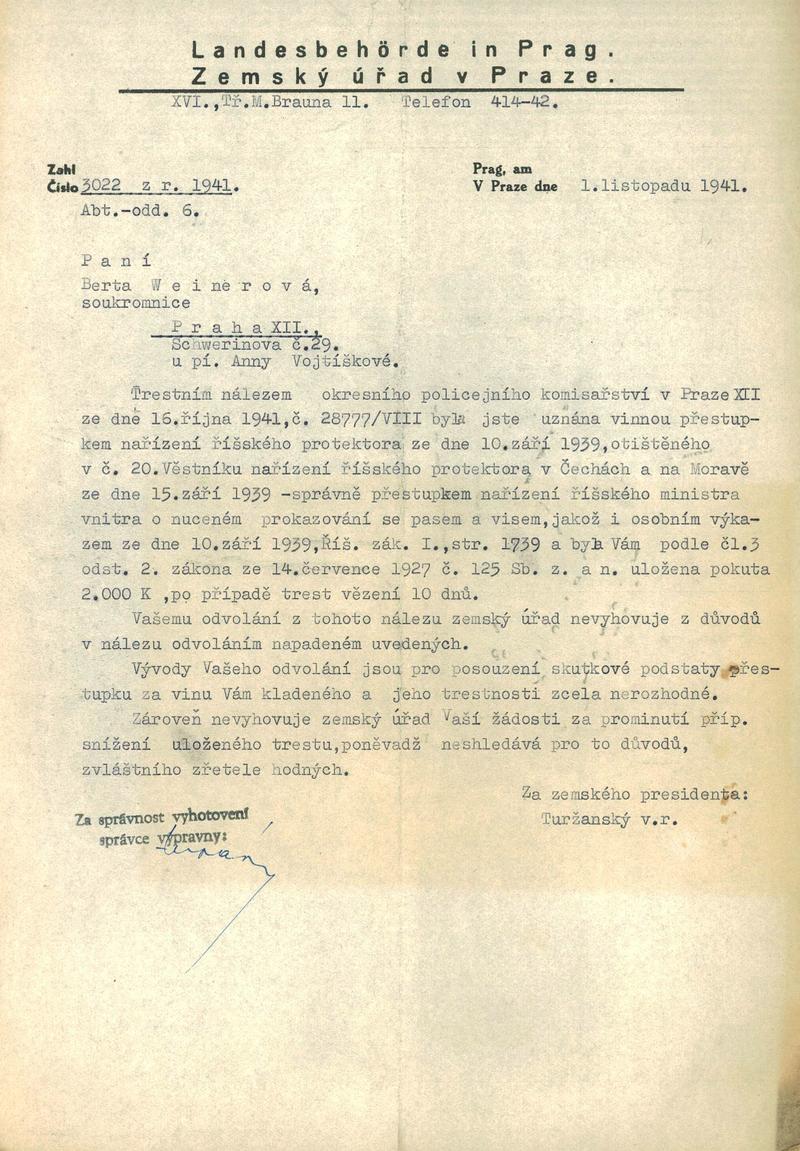 Landesbehörde in Prag.
Zemský úřad v Praze.
XVI.,Tř.M.Brauna 11. Telefon 414-42.
Zahl
Číslo 3022 z r. 1941.
Prag, am
V Praze dne 1.listopadu 1941.
Abt.-odd. 6.
Paní
Berta Weinerová,
soukromnice
Praha XII.,
Schwerinova č.29.
u pí. Anny Vojtíškové.
Trestním nálezem okresního policejního komisařství v Praze XII
ze dne 16.října 1941,č. 28777/VIII byla jste uznána vinnou přestup-
kem nařízení říšského protektora ze dne 10.září 1939,otištěného
v č. 20.Věstníku nařízení říšského protektora v Čechách a na Moravě
ze dne 15.září 1939 -správně přestupkem nařízení říšského ministra
vnitra o nuceném prokazování se pasem a visem,jakož i osobním výka-
zem ze dne 10.září 1939,Říš. zák. I.,str. 1739 a byla Vám podle čl.3
odst. 2. zákona ze 14.července 1927 č. 125 Sb. z. a n. uložena pokuta
2.000 K ,po případě trest vězení 10 dnů.
Vašemu odvolání z tohoto nálezu zemský úřad nevyhovuje z důvodů
v nálezu odvoláním napadeném uvedených.
Vývody Vašeho odvolání jsou pro posouzení skutkové podstaty přes-
tupku za vinu Vám kladeného a jeho trestnosti zcela nerozhodné.
Zároveň nevyhovuje zemský úřad Vaší žádosti za prominutí příp.
snížení uloženého trestu,poněvadž neshledává pro to důvodů,
zvláštního zřetele hodných.
Za zemského presidenta:
Turžanský v.r.
Za správnost vyhotovení
správce výpravny: